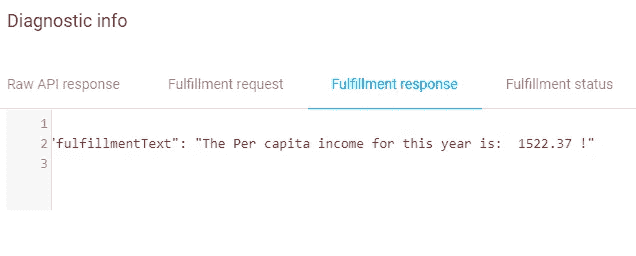 Diagnostic info
Raw API response Fulfillment request Fulfillment response Fulfillment status
1
2 "fulfillmentText": "The Per capita income for this year is:  1522.37 !"
3